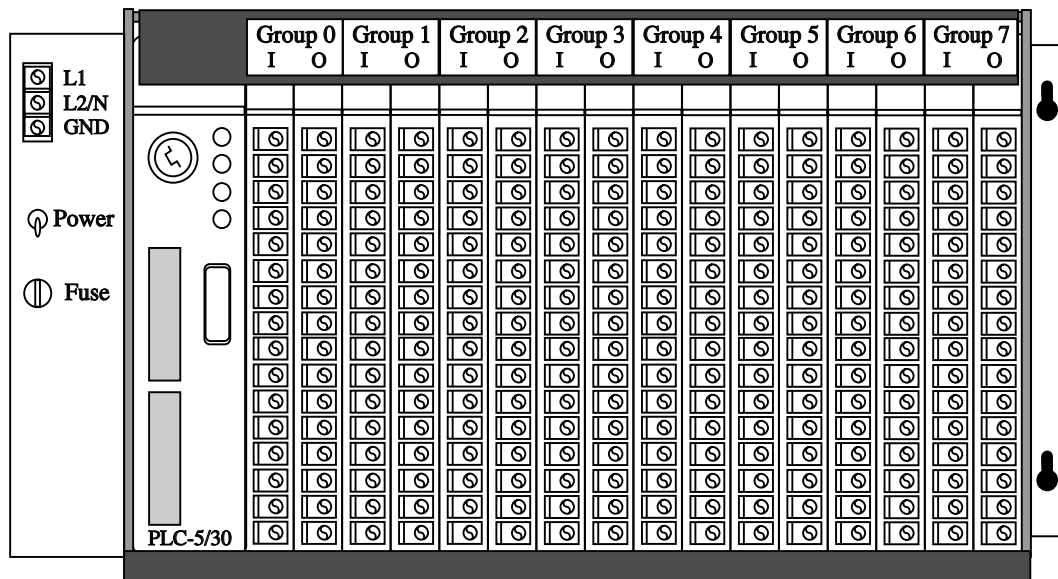 Group 0 Group 1 Group 2 Group 3 Group 4 Group 5 Group 6 Group 7
I O I O I O I O I O I O I O I O
L1
L2/N
GND
Power
Fuse
PLC-5/30